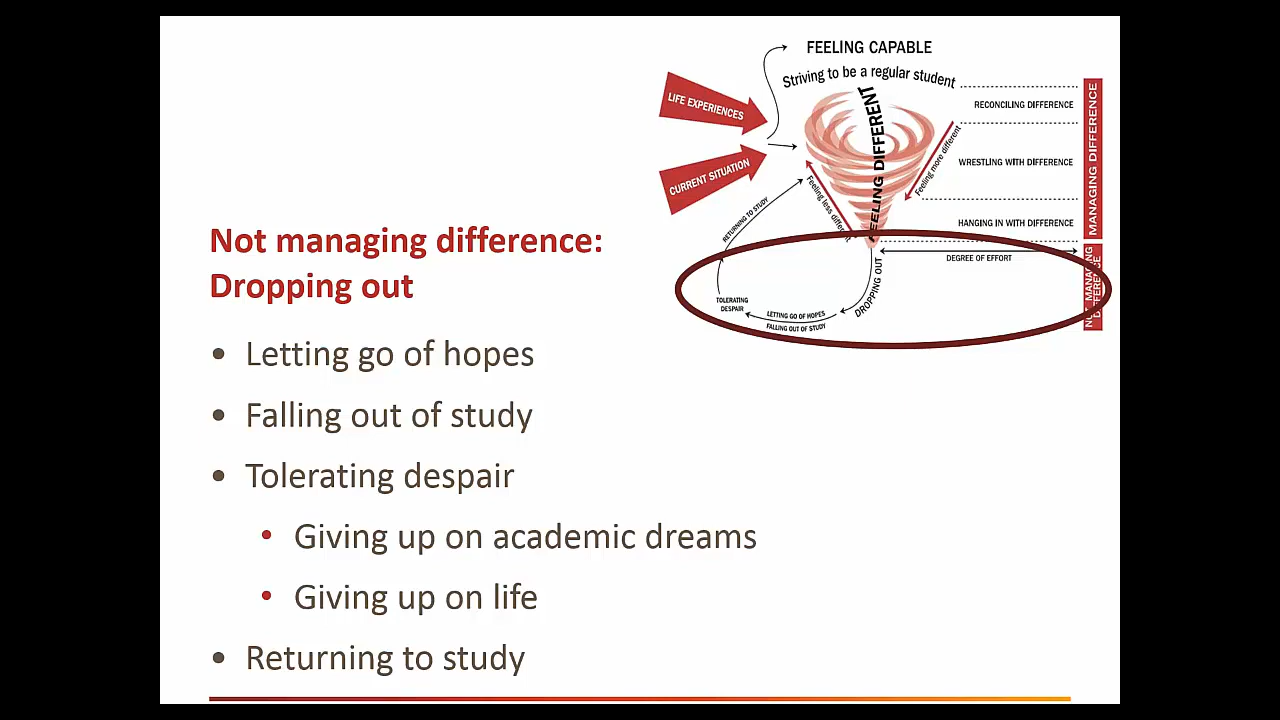 FEELING CAPABLE
Striving to be a regular student
LIFE EXPERIENCES
CURRENT SITUATION
FEELING DIFFERENT
Feeling less different
Feeling more different
RECONCILING DIFFERENCE
WRESTLING WITH DIFFERENCE
HANGING IN WITH DIFFERENCE
MANAGING DIFFERENCE
DEGREE OF EFFORT
NOT MANAGING
DIFFERENCE
RETURNING TO STUDY
TOLERATING
DESPAIR
LETTING GO OF HOPES
FALLING OUT OF STUDY
DROPPING OUT
Not managing difference:
Dropping out
• Letting go of hopes
• Falling out of study
• Tolerating despair
• Giving up on academic dreams
• Giving up on life
• Returning to study